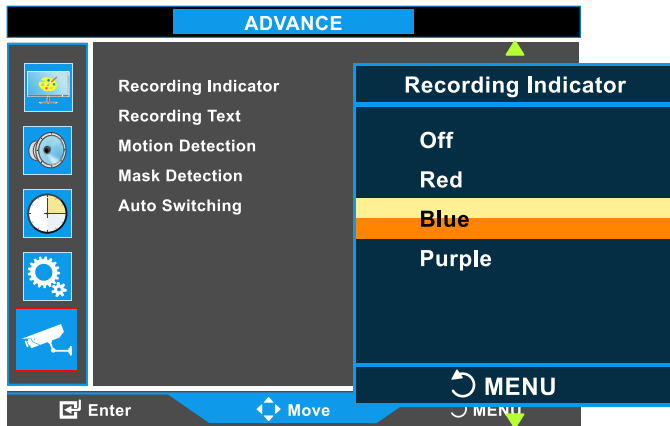 ADVANCE
Recording Indicator
Recording Text
Motion Detection
Mask Detection
Auto Switching
Recording Indicator
Off
Red
Blue
Purple
MENU
Enter
Move
MENU